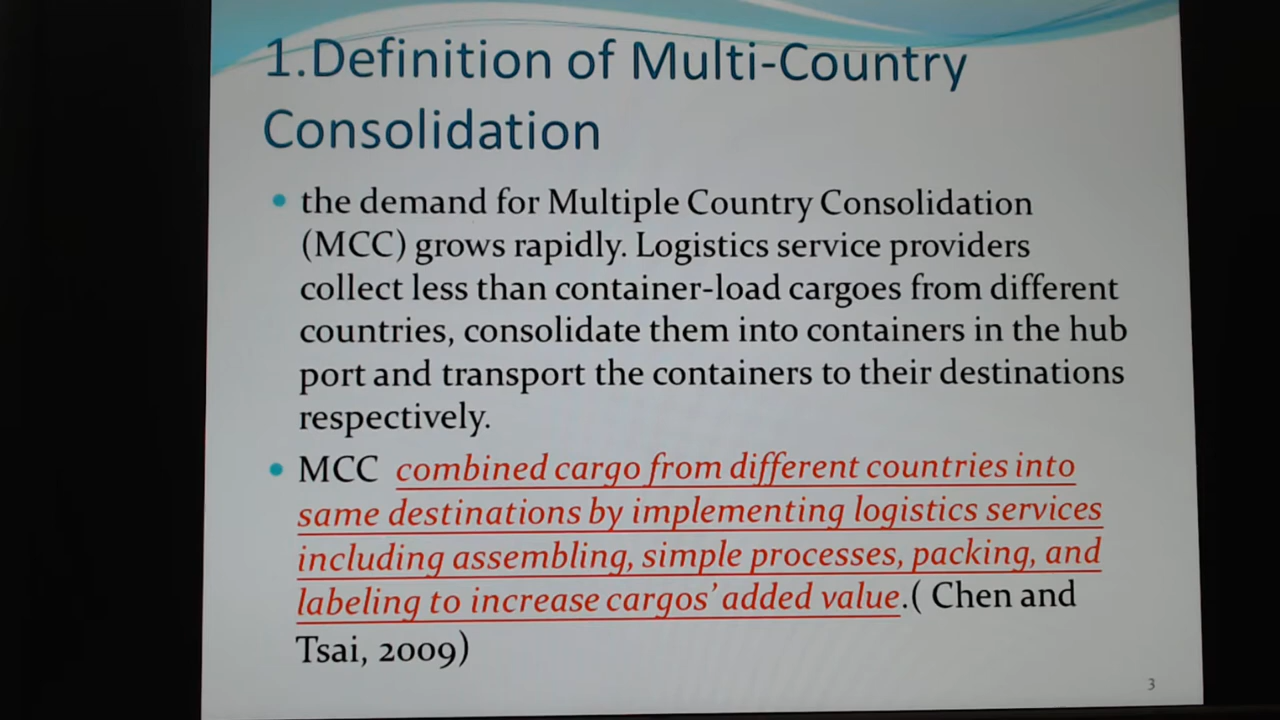 1.Definition of Multi-Country
Consolidation
• the demand for Multiple Country Consolidation
(MCC) grows rapidly. Logistics service providers
collect less than container-load cargoes from different
countries, consolidate them into containers in the hub
port and transport the containers to their destinations
respectively.
• MCC combined cargo from different countries into
same destinations by implementing logistics services
including assembling, simple processes, packing, and
labeling to increase cargos’ added value.( Chen and
Tsai, 2009)
3